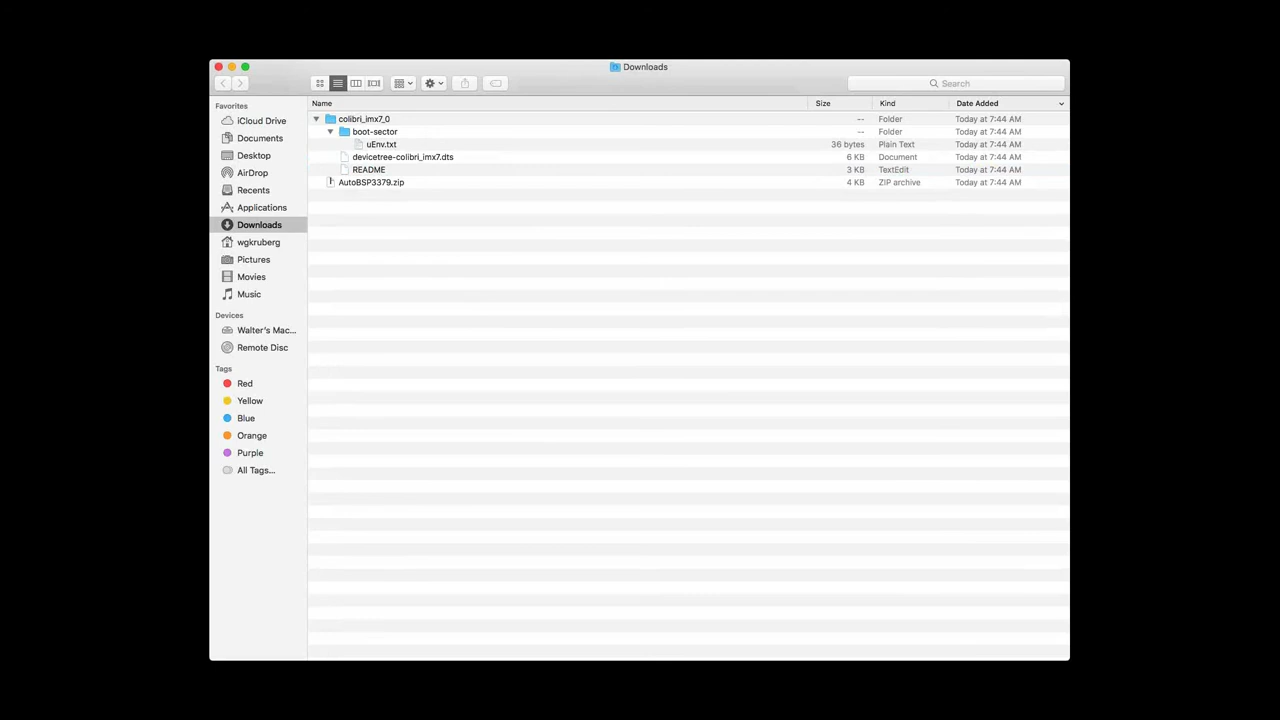 Downloads
Search
Favorites
iCloud Drive
Documents
Desktop
AirDrop
Recents
Applications
Downloads
wgkruberg
Pictures
Movies
Music
Devices
Walter's Mac...
Remote Disc
Tags
Red
Yellow
Blue
Orange
Purple
All Tags...
Name Size Kind Date Added
colibri_imx7_0 -- Folder Today at 7:44 AM
boot-sector -- Folder Today at 7:44 AM
uEnv.txt 36 bytes Plain Text Today at 7:44 AM
devicetree-colibri_imx7.dts 6 KB Document Today at 7:44 AM
README 3 KB TextEdit Today at 7:44 AM
AutoBSP3379.zip 4 KB ZIP archive Today at 7:44 AM